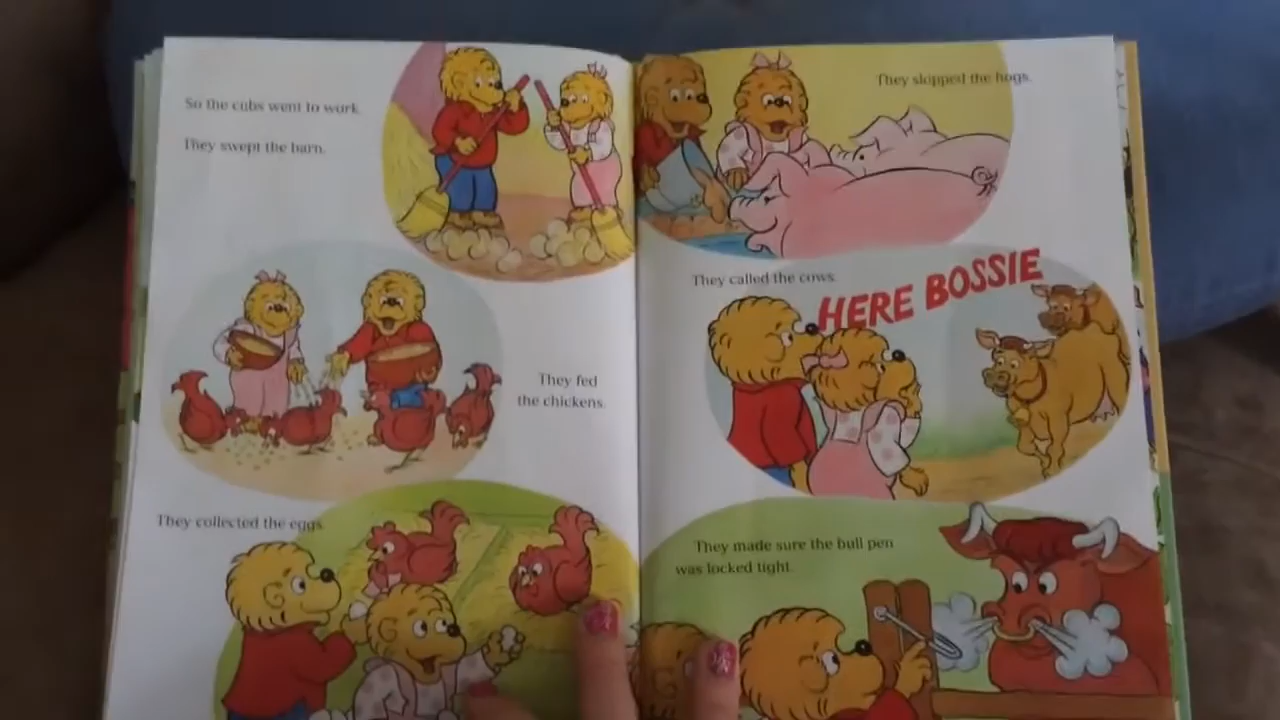 So the cubs went to work.
They swept the barn.
They fed
the chickens.
They collected the eggs.
They slopped the hogs.
They called the cows.
HERE BOSSIE
They made sure the bull pen
was locked tight.